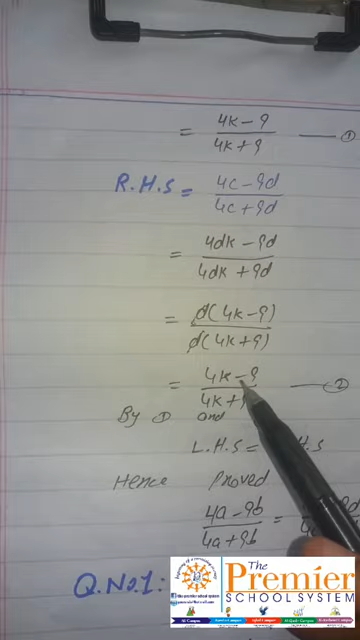 = 4k - 9 / 4k + 9 — ①
R.H.S = 4c - 9d / 4c + 9d
= 4dk - 9d / 4dk + 9d
= d(4k - 9) / d(4k + 9)
= 4k - 9 / 4k + 9 — ②
By ① and
L.H.S = H.S
Hence Proved
4a - 9b / 4a + 9b =
Q.No.1:
The
Premier
SCHOOL SYSTEM